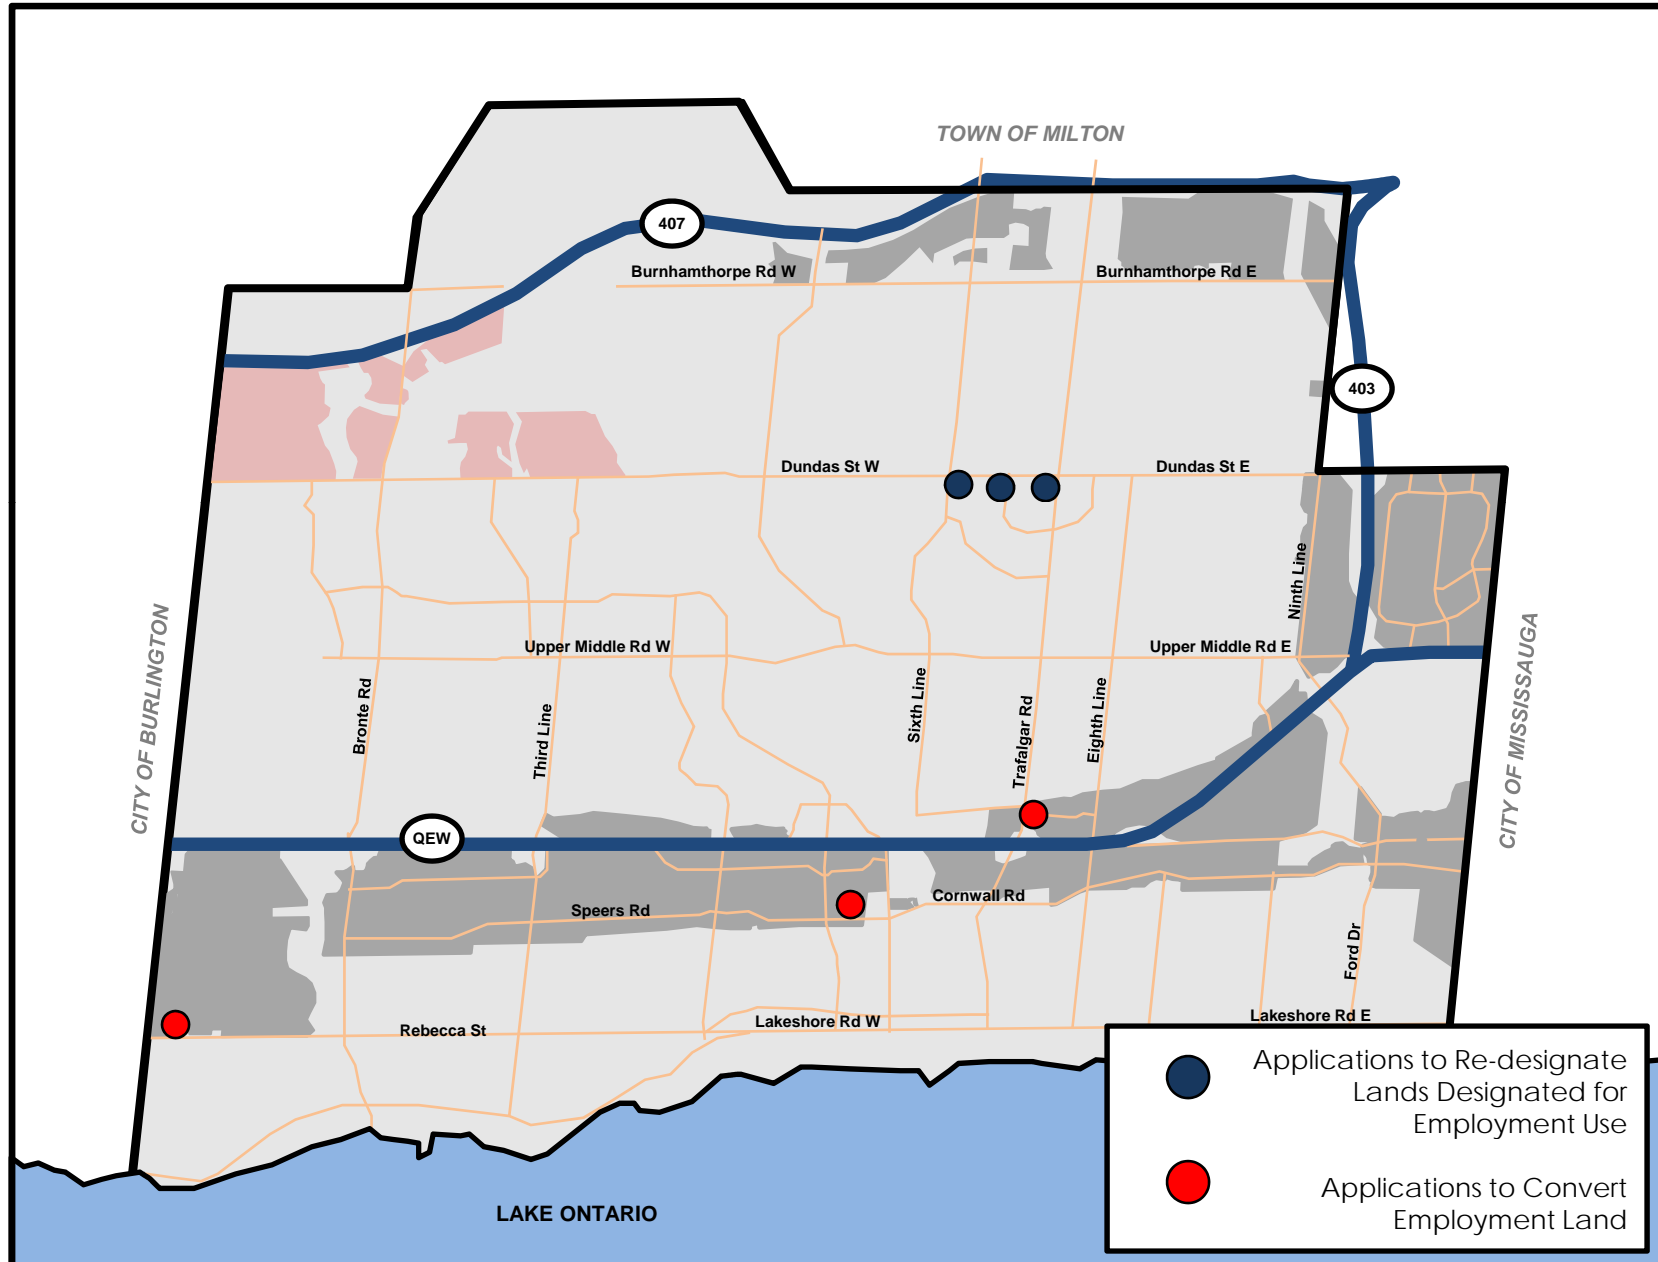 TOWN OF MILTON
407
Burnhamthorpe Rd W
Burnhamthorpe Rd E
403
Dundas St W
Dundas St E
Ninth Line
CITY OF BURLINGTON
Upper Middle Rd W
Upper Middle Rd E
CITY OF MISSISSAUGA
Bronte Rd
Third Line
Sixth Line
Trafalgar Rd
Eighth Line
QEW
Speers Rd
Cornwall Rd
Ford Dr
Rebecca St
Lakeshore Rd W
Lakeshore Rd E
LAKE ONTARIO
Applications to Re-designate
Lands Designated for
Employment Use
Applications to Convert
Employment Land